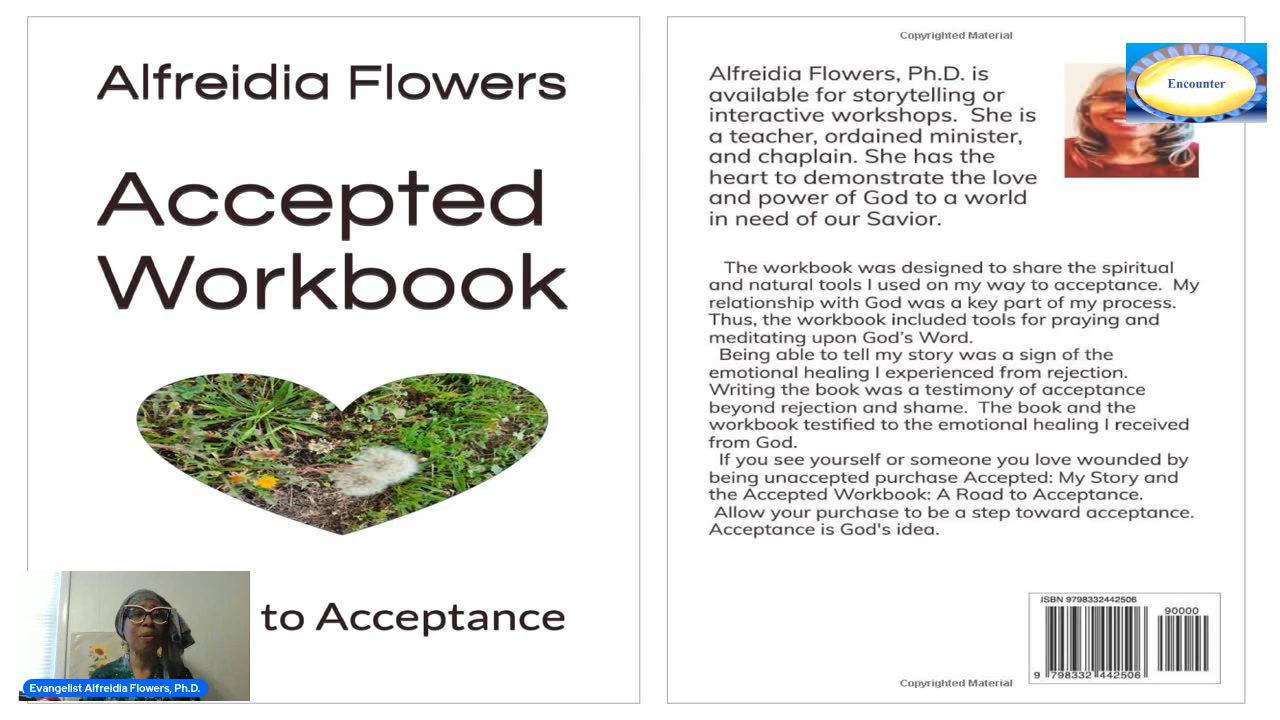 Alfreidia Flowers
Accepted
Workbook
to Acceptance
Evangelist Alfreidia Flowers, Ph.D.
Copyrighted Material
Encounter
Alfreidia Flowers, Ph.D. is
available for storytelling or
interactive workshops. She is
a teacher, ordained minister,
and chaplain. She has the
heart to demonstrate the love
and power of God to a world
in need of our Savior.
The workbook was designed to share the spiritual
and natural tools I used on my way to acceptance. My
relationship with God was a key part of my process.
Thus, the workbook included tools for praying and
meditating upon God's Word.
Being able to tell my story was a sign of the
emotional healing I experienced from rejection.
Writing the book was a testimony of acceptance
beyond rejection and shame. The book and the
workbook testified to the emotional healing I received
from God.
If you see yourself or someone you love wounded by
being unaccepted purchase Accepted: My Story and
the Accepted Workbook: A Road to Acceptance.
Allow your purchase to be a step toward acceptance.
Acceptance is God's idea.
ISBN 9798332442506
90000
9 798332 442506
Copyrighted Material